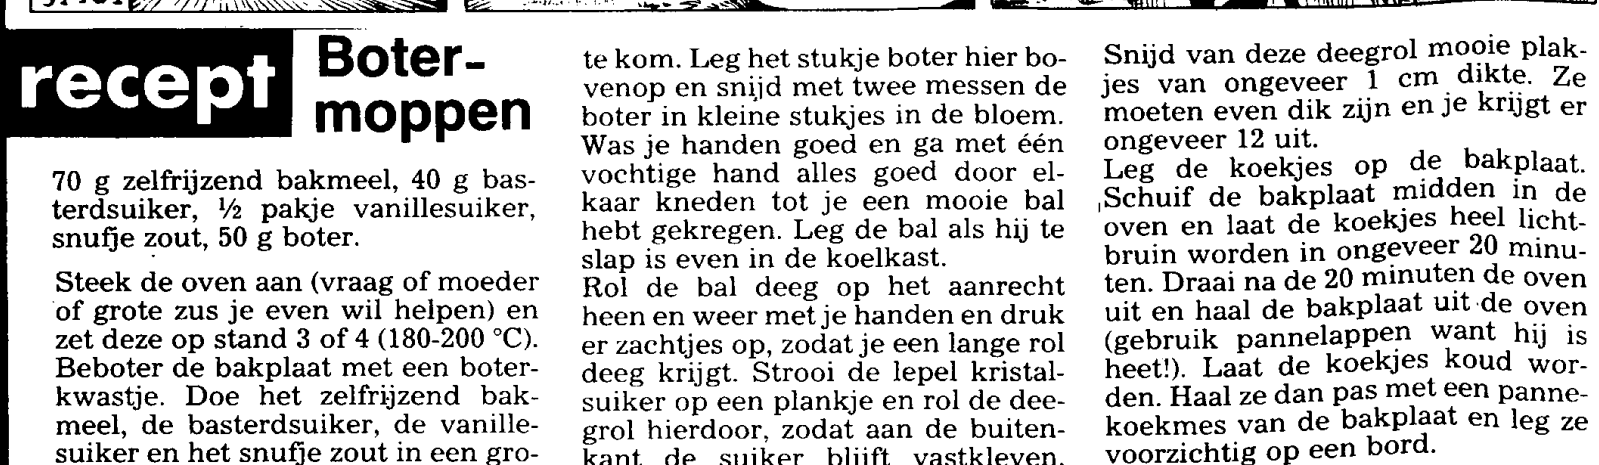 recept
Boter-
moppen
70 g zelfrijzend bakmeel, 40 g bas-
terdsuiker, ½ pakje vanillesuiker,
snufje zout, 50 g boter.
Steek de oven aan (vraag of moeder
of grote zus je even wil helpen) en
zet deze op stand 3 of 4 (180-200 °C).
Beboter de bakplaat met een boter-
kwastje. Doe het zelfrijzend bak-
meel, de basterdsuiker, de vanille-
suiker en het snufje zout in een gro-
te kom. Leg het stukje boter hier bo-
venop en snijd met twee messen de
boter in kleine stukjes in de bloem.
Was je handen goed en ga met één
vochtige hand alles goed door el-
kaar kneden tot je een mooie bal
hebt gekregen. Leg de bal als hij te
slap is even in de koelkast.
Rol de bal deeg op het aanrecht
heen en weer met je handen en druk
er zachtjes op, zodat je een lange rol
deeg krijgt. Strooi de lepel kristal-
suiker op een plankje en rol de dee-
grol hierdoor, zodat aan de buiten-
kant de suiker blijft vastkleven.
Snijd van deze deegrol mooie plak-
jes van ongeveer 1 cm dikte. Ze
moeten even dik zijn en je krijgt er
ongeveer 12 uit.
Leg de koekjes op de bakplaat.
Schuif de bakplaat midden in de
oven en laat de koekjes heel licht-
bruin worden in ongeveer 20 minu-
ten. Draai na de 20 minuten de oven
uit en haal de bakplaat uit de oven
(gebruik pannelappen want hij is
heet!). Laat de koekjes koud wor-
den. Haal ze dan pas met een panne-
koekmes van de bakplaat en leg ze
voorzichtig op een bord.